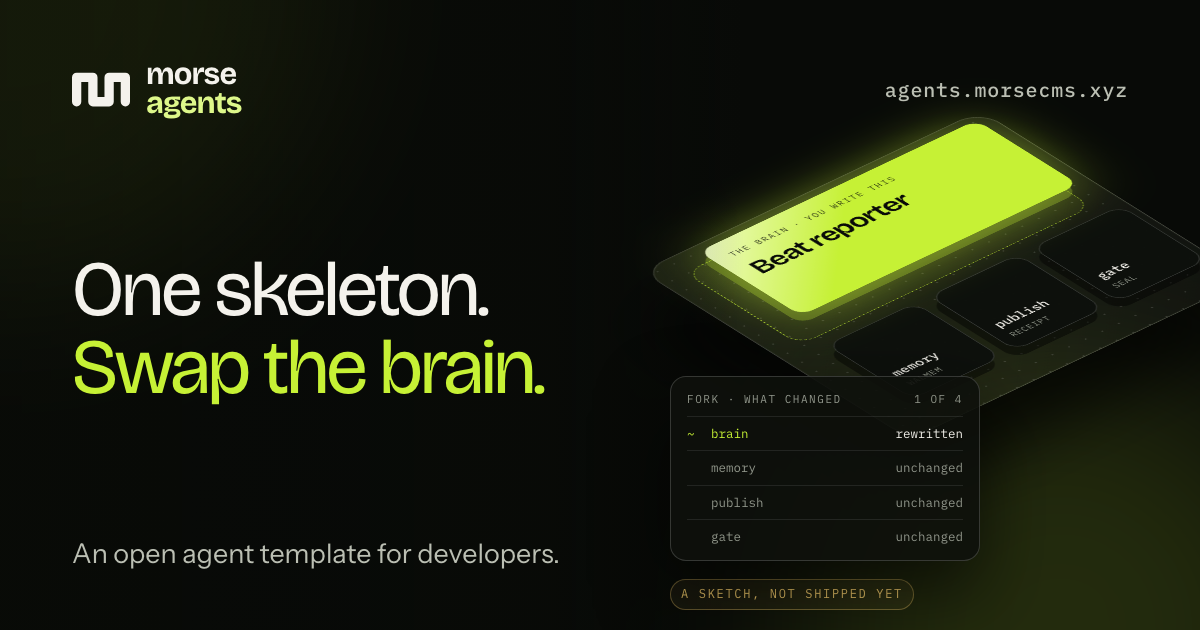 morse
agents
agents.morsecms.xyz
One skeleton.
Swap the brain.
An open agent template for developers.
THE BRAIN · YOU WRITE THIS
Beat reporter
gate
SEAL
publish
RECEIPT
memory
MEM
FORK · WHAT CHANGED 1 OF 4
~ brain rewritten
memory unchanged
publish unchanged
gate unchanged
A SKETCH, NOT SHIPPED YET